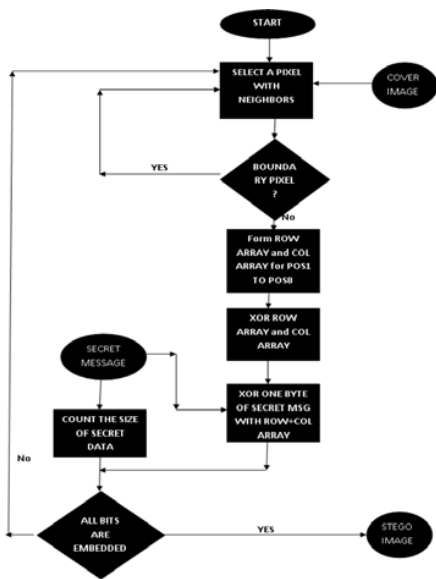 START
SELECT A PIXEL
WITH
NEIGHBORS
COVER
IMAGE
YES
BOUNDA
RY PIXEL
?
No
Form ROW
ARRAY and COL
ARRAY for POS1
TO POS8
XOR ROW
ARRAY and COL
ARRAY
SECRET
MESSAGE
XOR ONE BYTE
OF SECRET MSG
WITH ROW+COL
ARRAY
COUNT THE SIZE
OF SECRET
DATA
No
ALL BITS
ARE
EMBEDDED
YES
STEGO
IMAGE